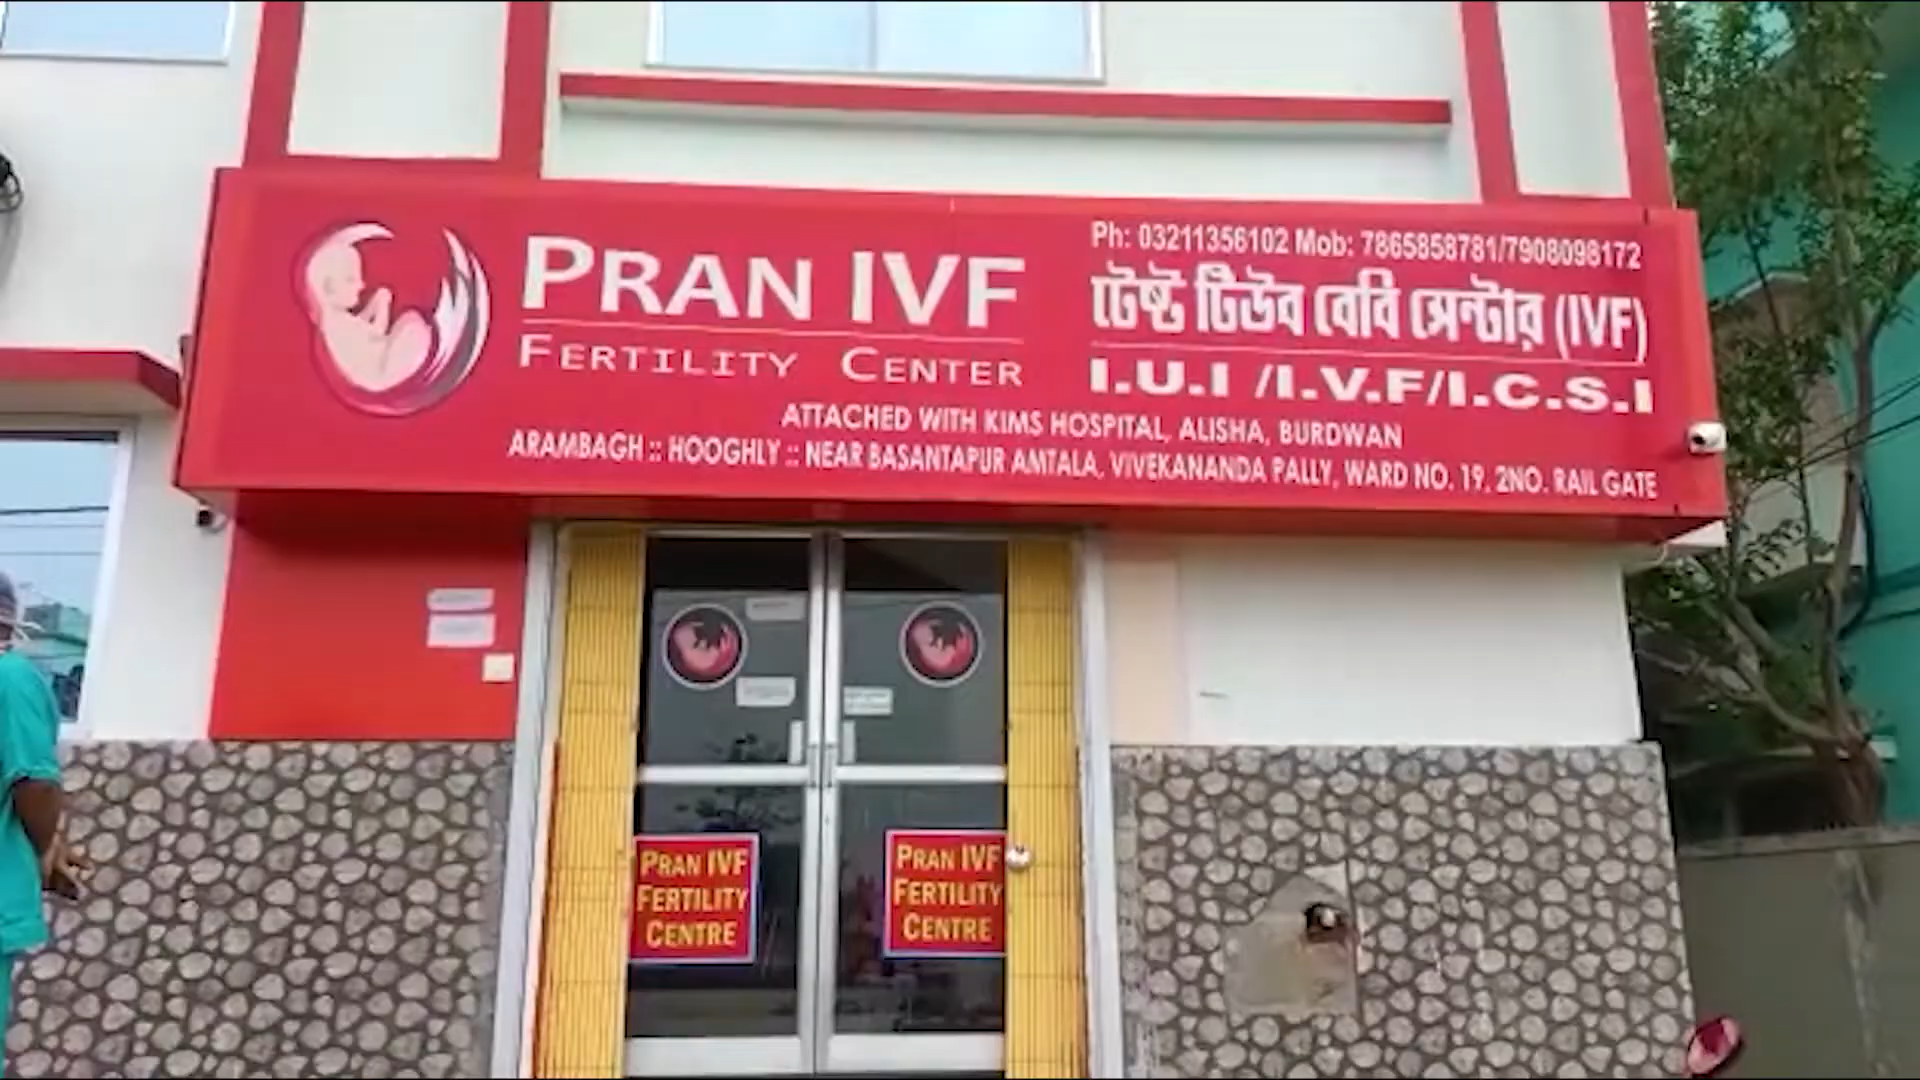 PRAN IVF
FERTILITY CENTER
Ph: 03211356102 Mob: 7865858781/7908098172
টেষ্ট টিউব বেবি সেন্টার (IVF)
I.U.I /I.V.F/I.C.S.I
ATTACHED WITH KIMS HOSPITAL, ALISHA, BURDWAN
ARAMBAGH :: HOOGHLY :: NEAR BASANTAPUR AMTALA, VIVEKANANDA PALLY, WARD NO. 19, 2NO. RAIL GATE
PRAN IVF
FERTILITY
CENTRE
PRAN IVF
FERTILITY
CENTRE